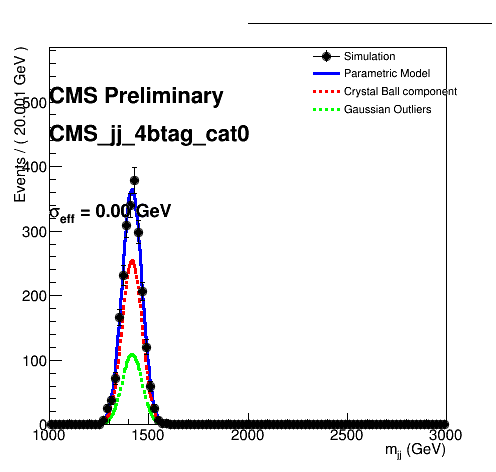 Simulation
Parametric Model
Crystal Ball component
Gaussian Outliers
CMS Preliminary
CMS_jj_4btag_cat0
σeff = 0.00 GeV
Events / ( 20.001 GeV )
500
400
300
200
100
0
1000 1500 2000 2500 3000
mjj (GeV)